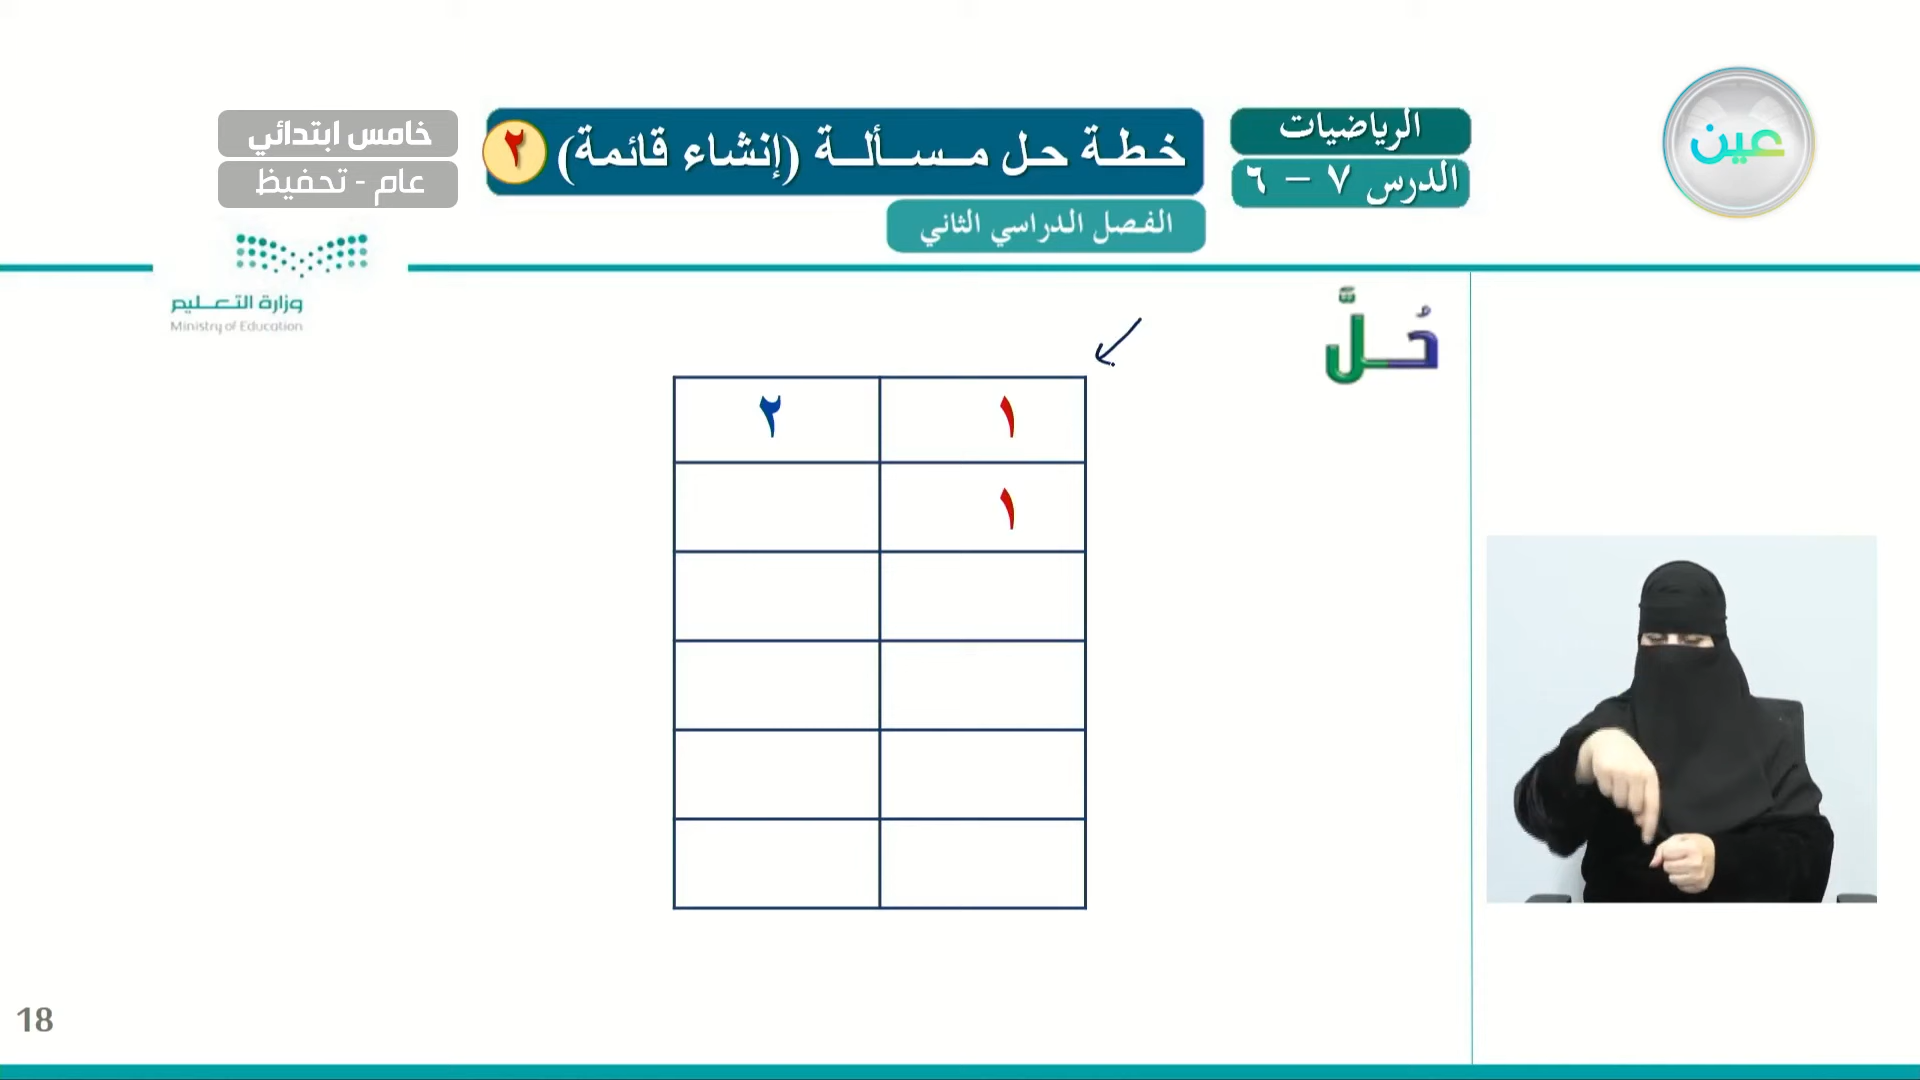 عين
الرياضيات
الدرس ٧ – ٦
خطة حل مسألة (إنشاء قائمة) ٢
الفصل الدراسي الثاني
خامس ابتدائي
عام - تحفيظ
وزارة التعليم
Ministry of Education
حُلَّ
١ ٢
١
18